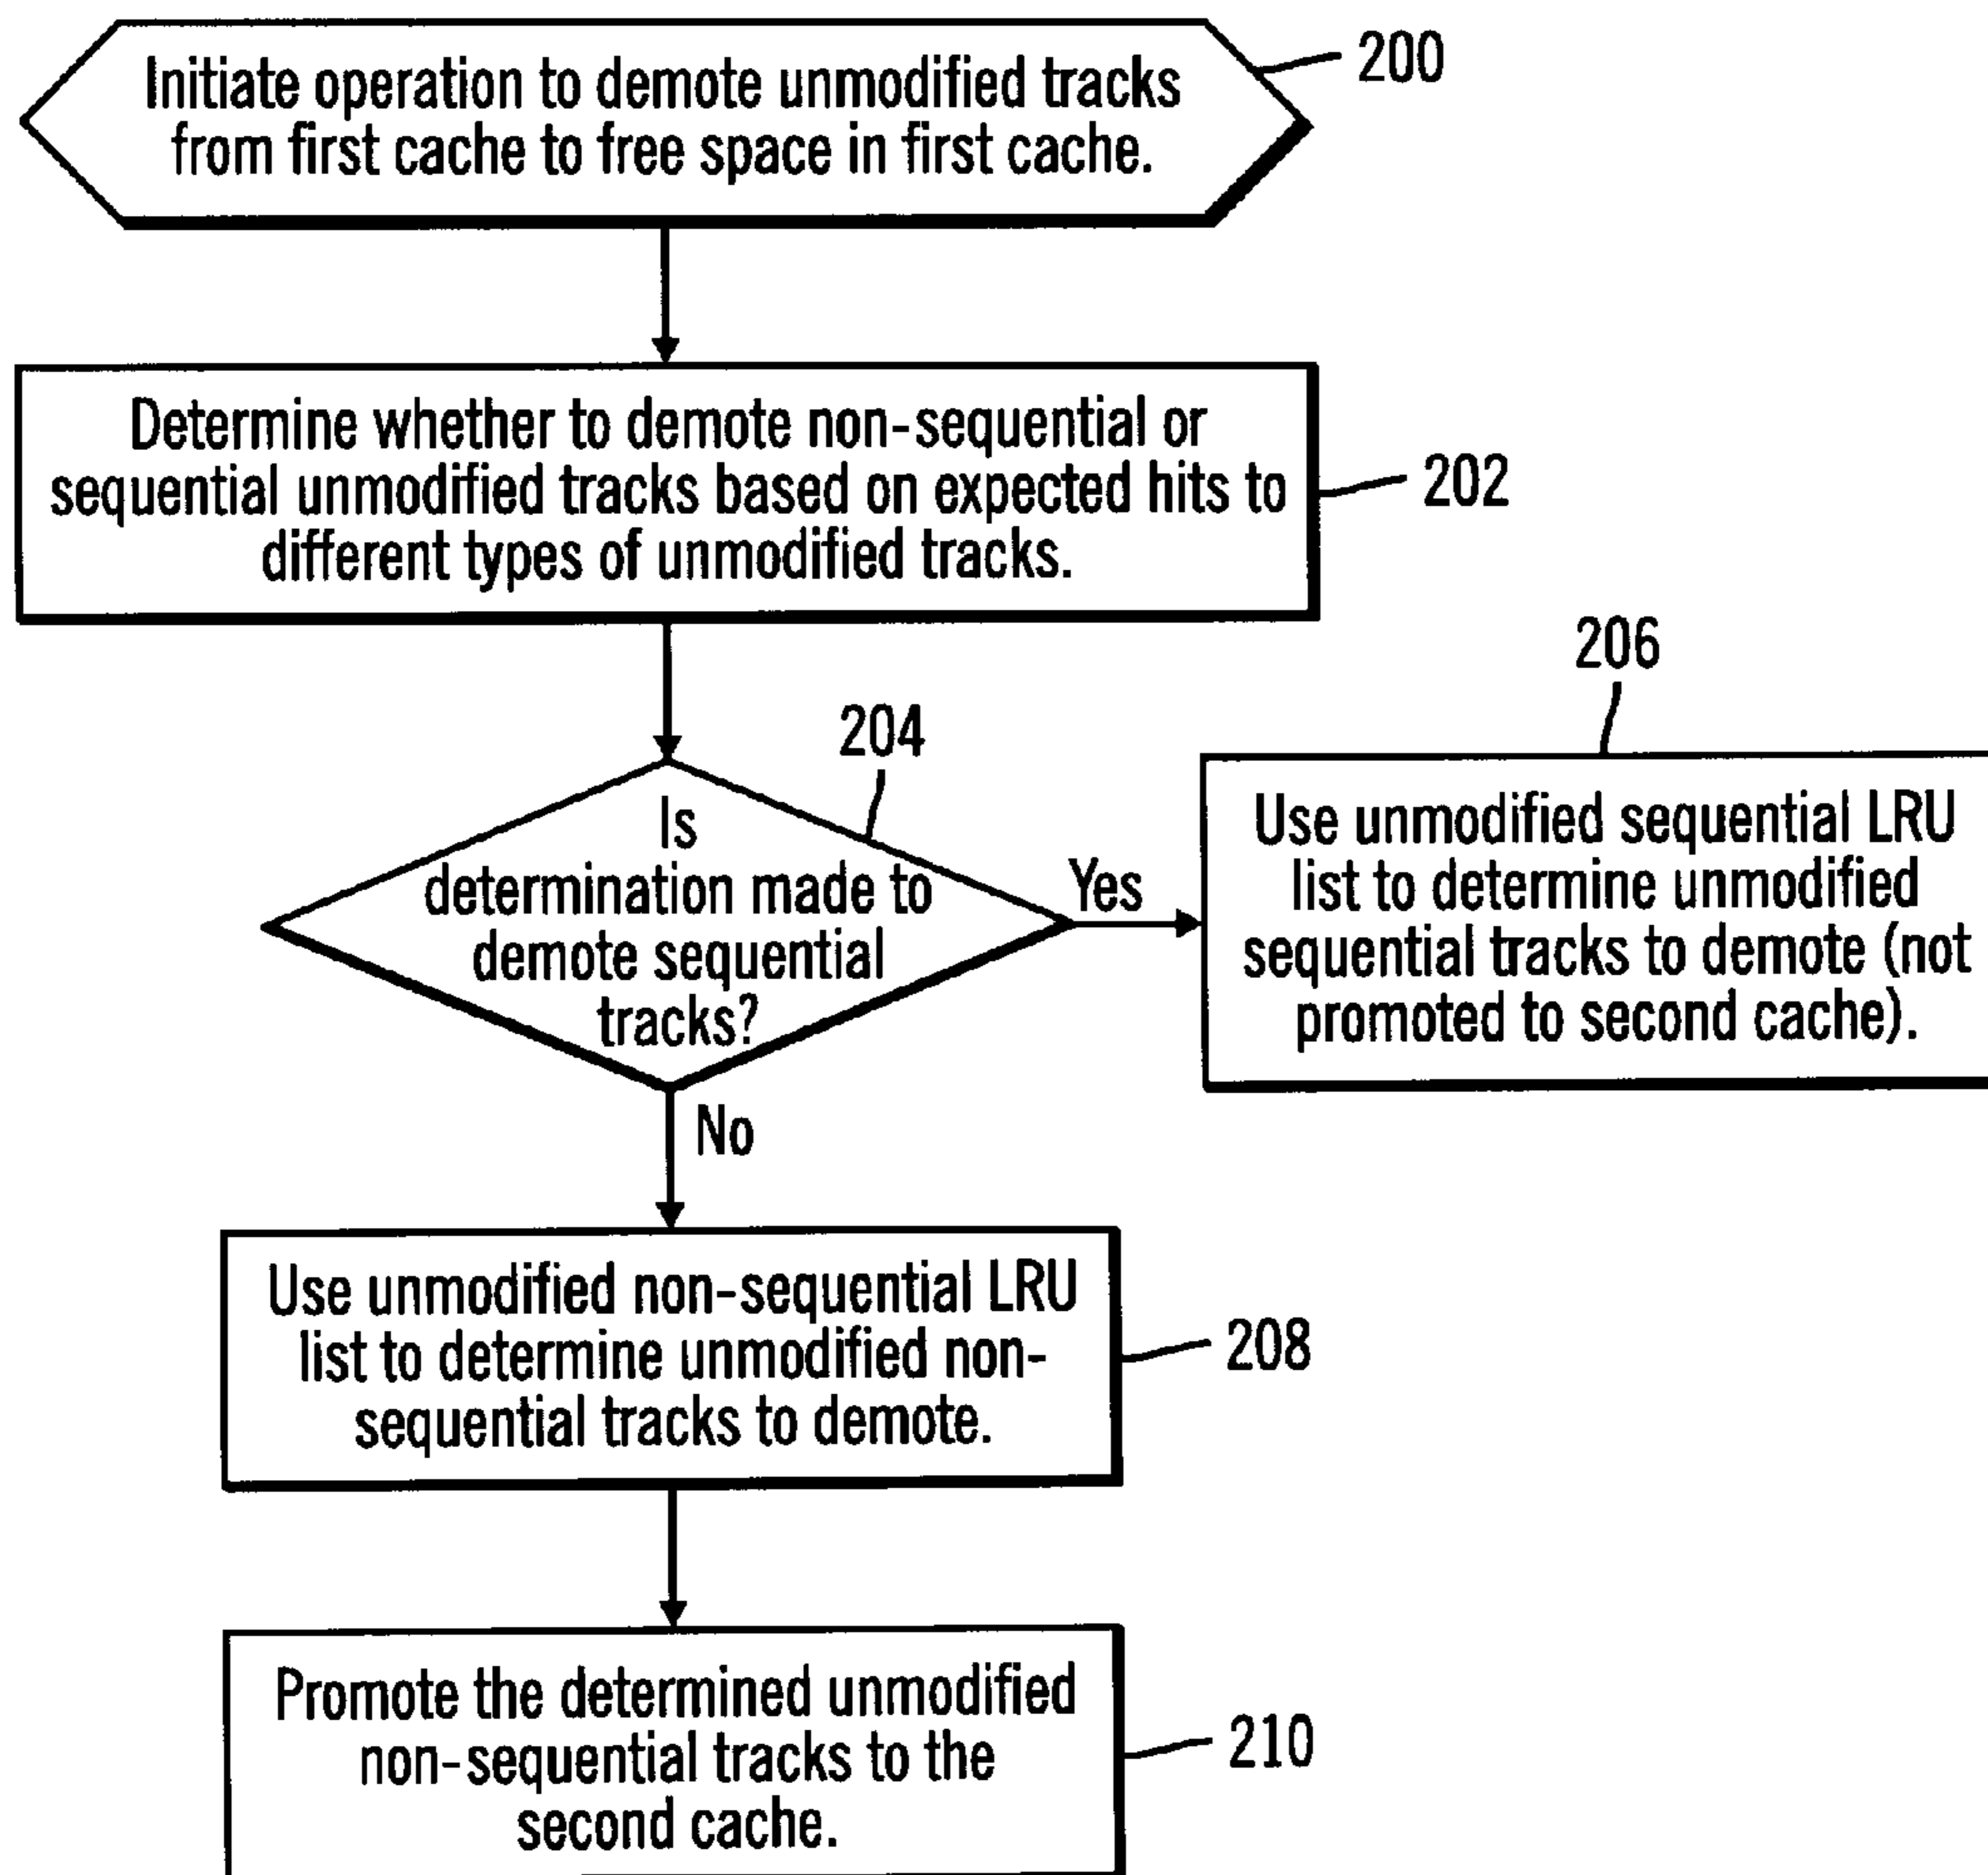 Initiate operation to demote unmodified tracks
from first cache to free space in first cache.
200
Determine whether to demote non-sequential or
sequential unmodified tracks based on expected hits to
different types of unmodified tracks.
202
204
Is
determination made to
demote sequential
tracks?
Yes
206
Use unmodified sequential LRU
list to determine unmodified
sequential tracks to demote (not
promoted to second cache).
No
Use unmodified non-sequential LRU
list to determine unmodified non-
sequential tracks to demote.
208
Promote the determined unmodified
non-sequential tracks to the
second cache.
210